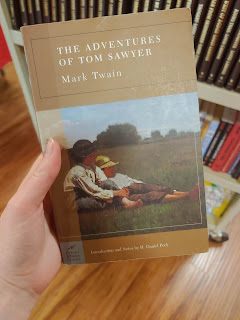 THE ADVENTURES
OF TOM SAWYER
Mark Twain
Introduction and Notes by H. Daniel Peck